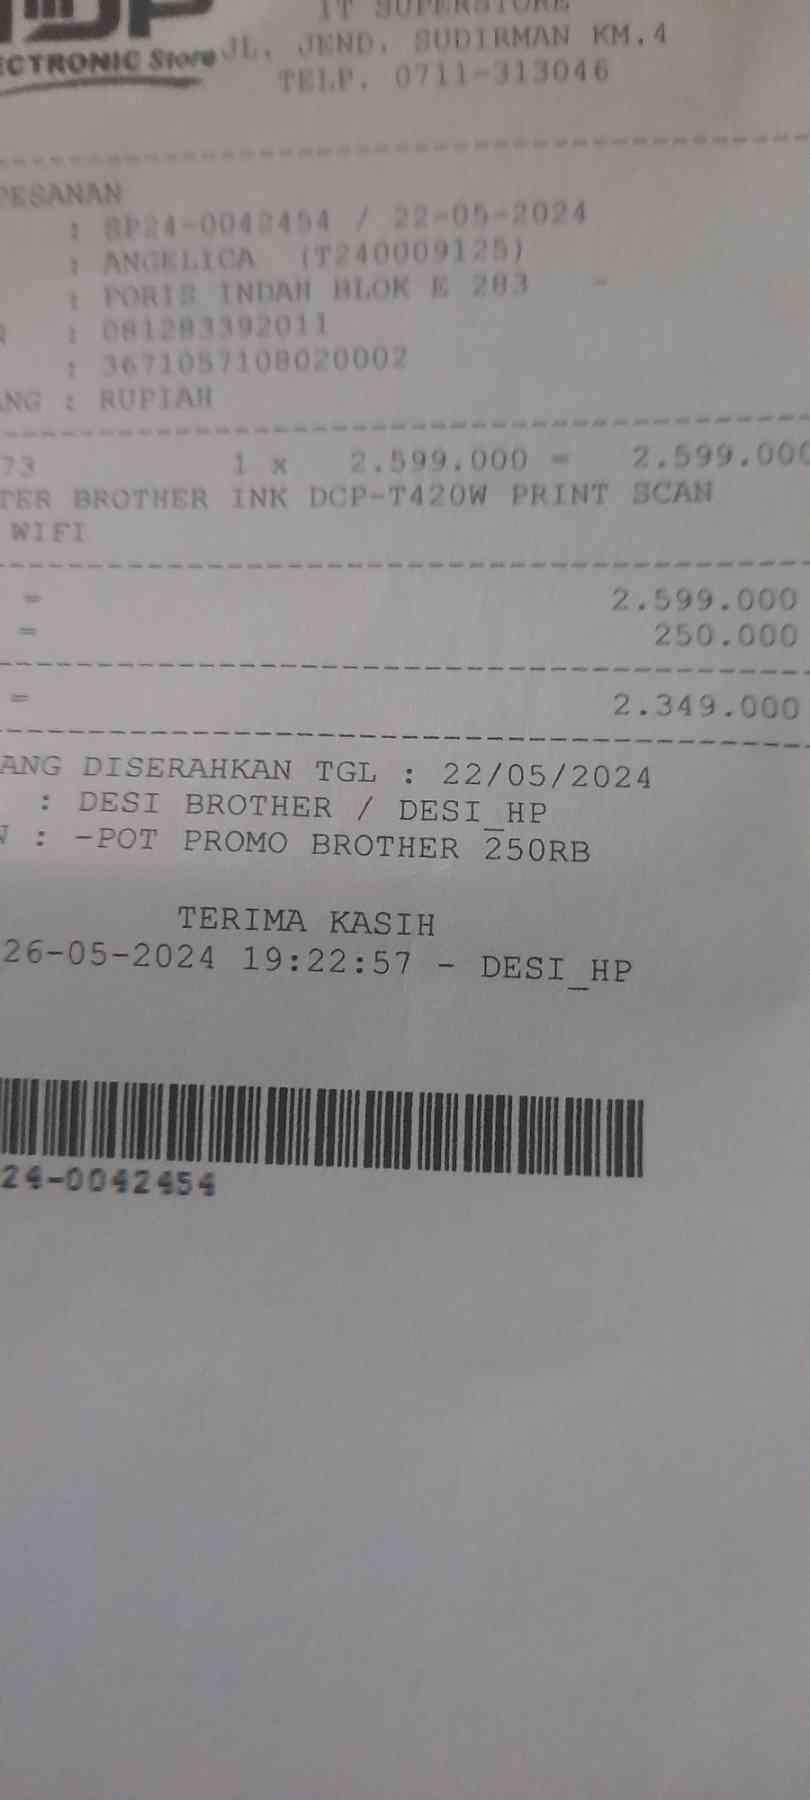 IT SUPERSTORE
ECTRONIC Store JL. JEND. SUDIRMAN KM.4
TELP. 0711-313046
PESANAN
: SP24-0042454 / 22-05-2024
: ANGELICA (T240009125)
: PORIS INDAH BLOK E 283 -
: 081283392011
: 3671057108020002
ANG : RUPIAH
73 1 x 2.599.000 = 2.599.000
TER BROTHER INK DCP-T420W PRINT SCAN
WIFI
= 2.599.000
= 250.000
= 2.349.000
ANG DISERAHKAN TGL : 22/05/2024
: DESI BROTHER / DESI_HP
N : -POT PROMO BROTHER 250RB
TERIMA KASIH
26-05-2024 19:22:57 - DESI_HP
24-0042454